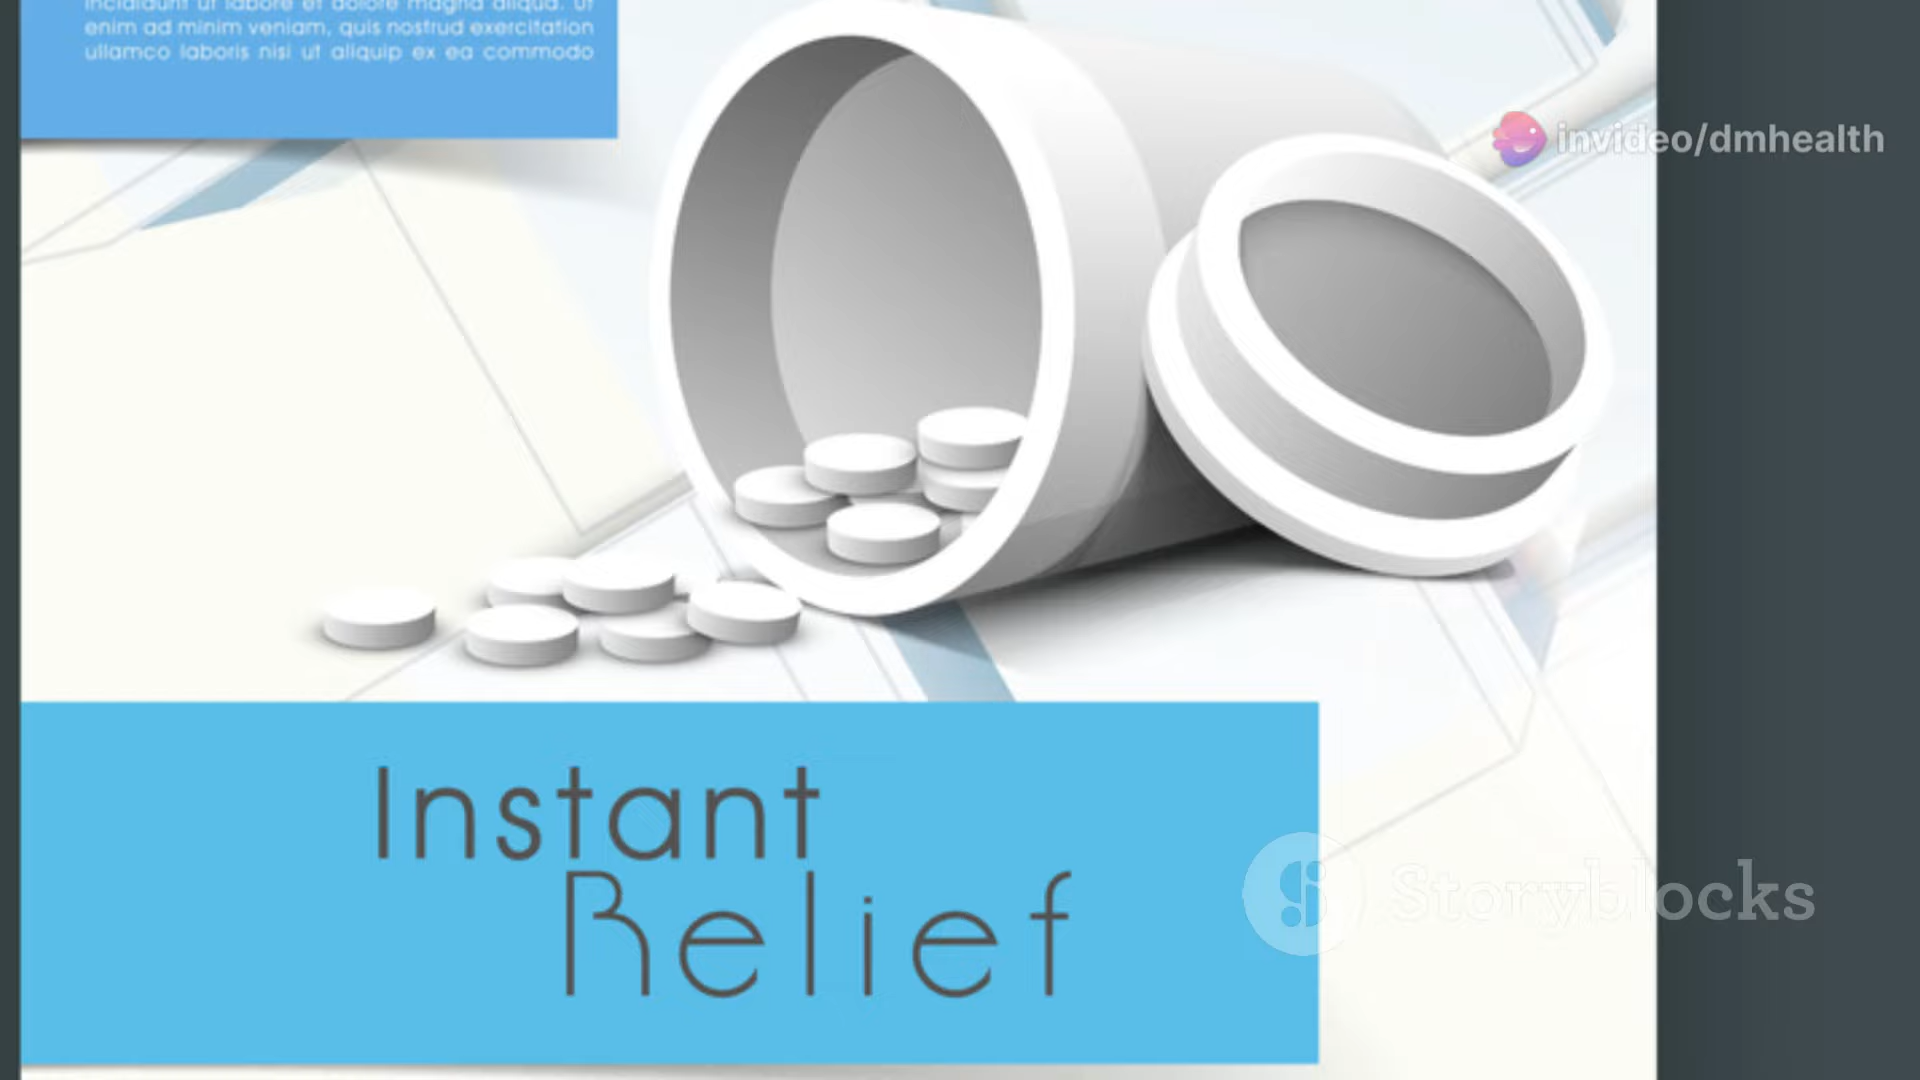 incididunt ut labore et dolore magna aliqua. Ut
enim ad minim veniam, quis nostrud exercitation
ullamco laboris nisi ut aliquip ex ea commodo
invideo/dmhealth
Instant
Relief
Storyblocks